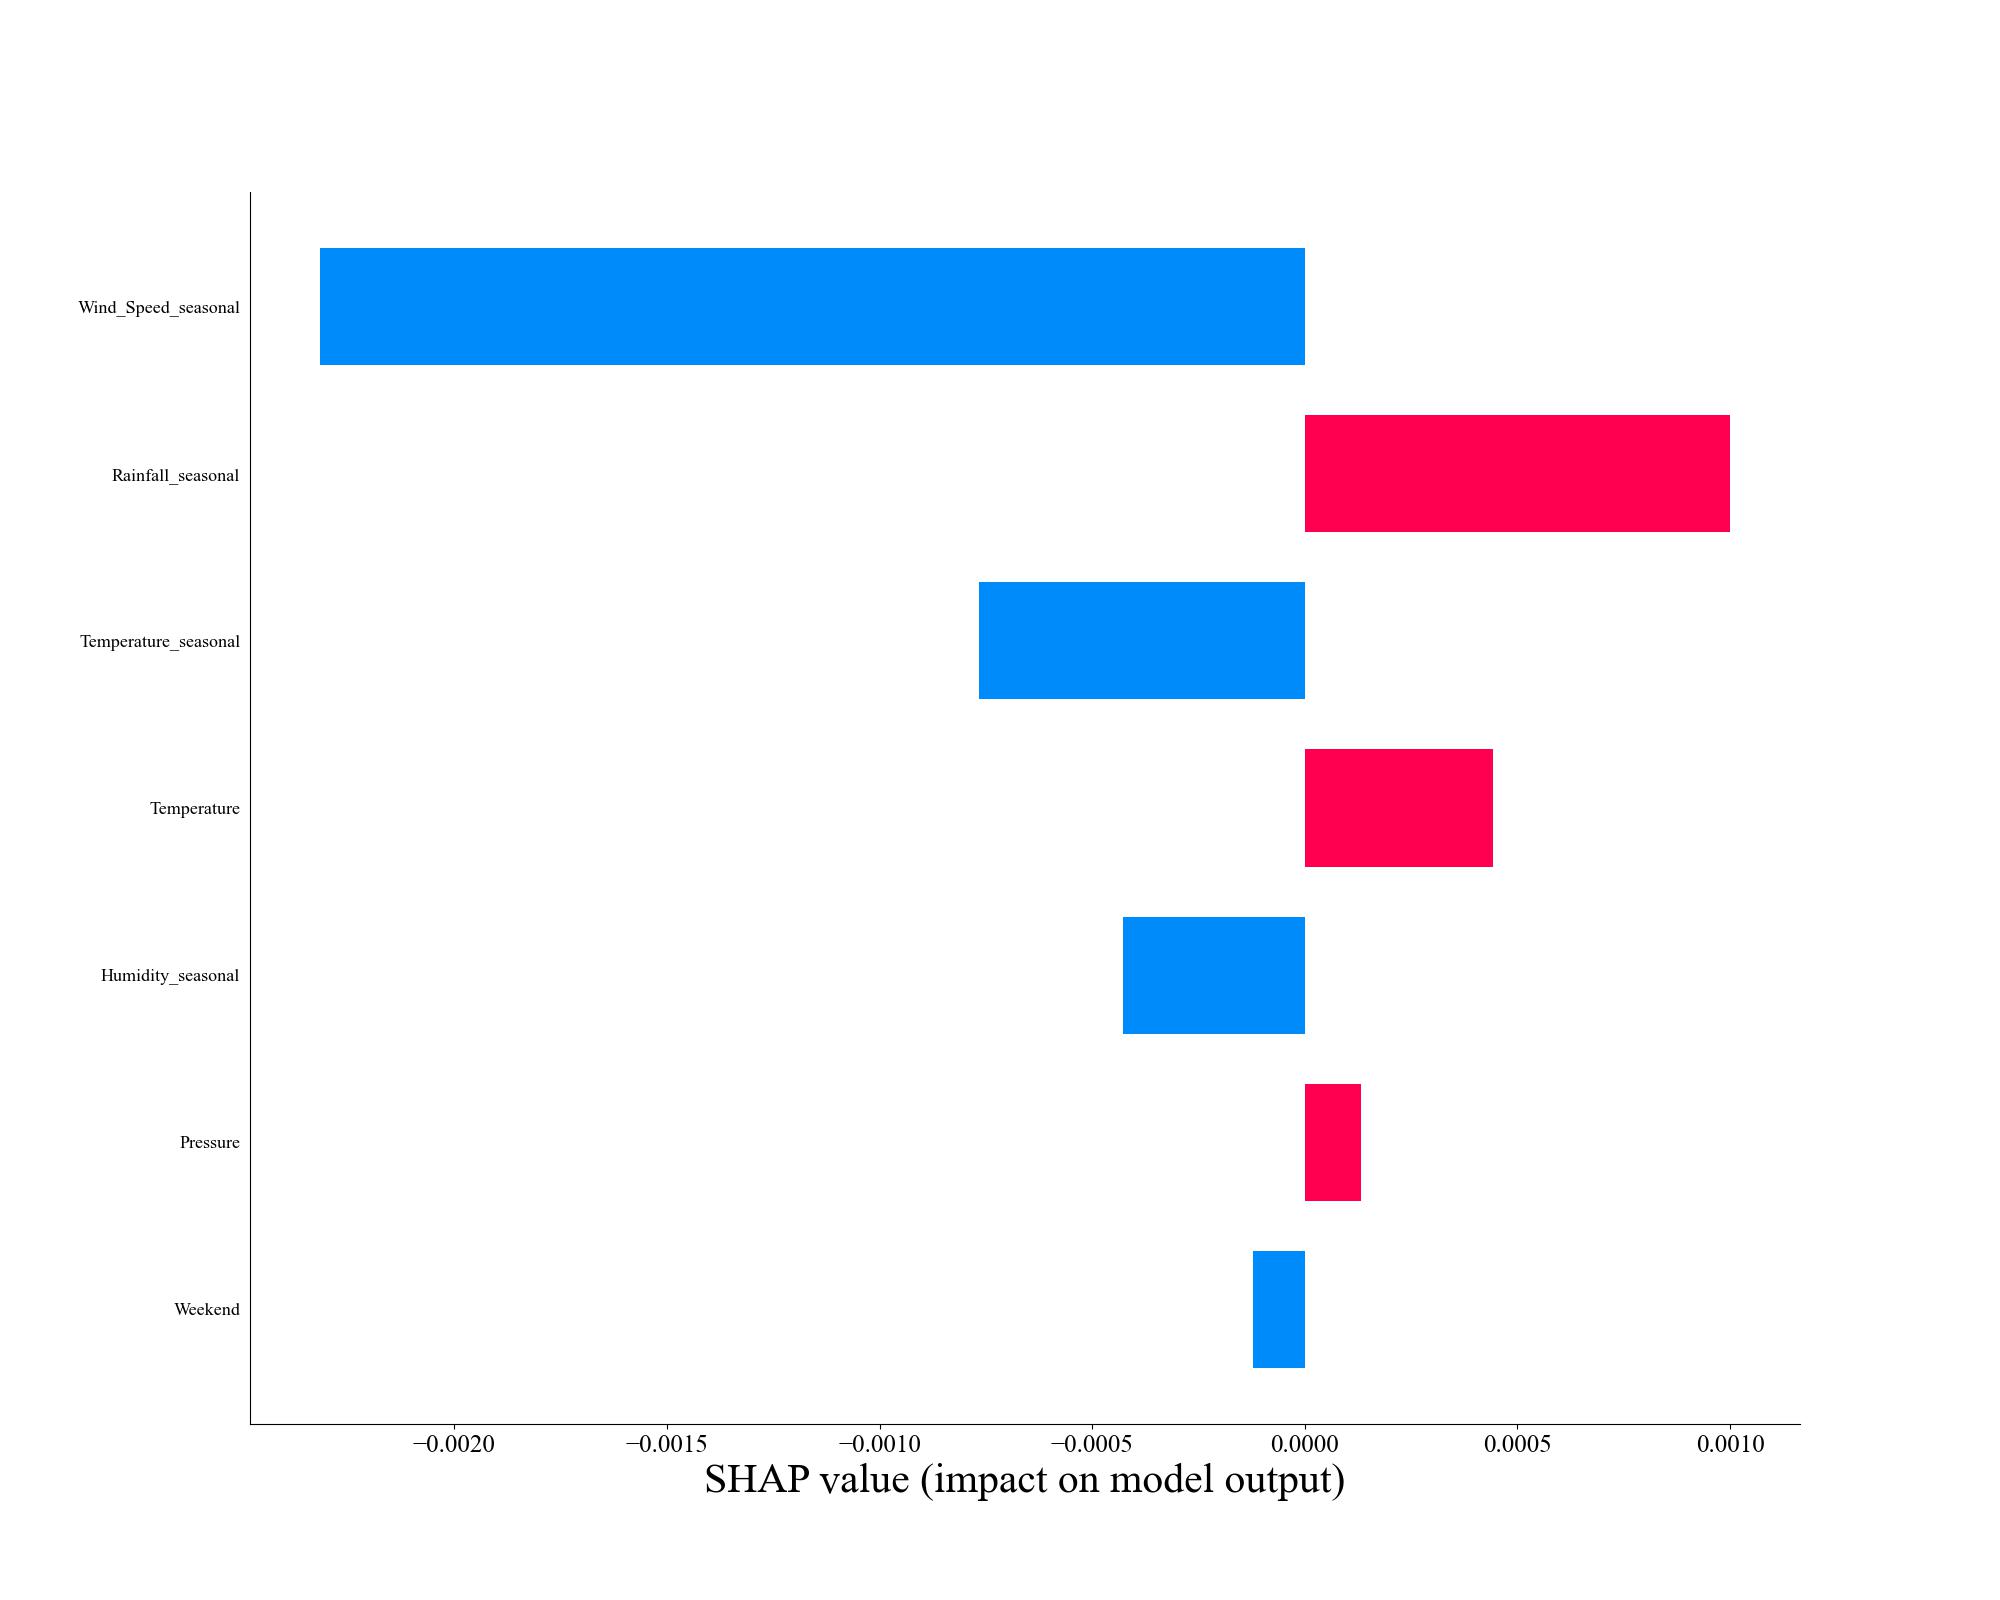 Wind_Speed_seasonal
Rainfall_seasonal
Temperature_seasonal
Temperature
Humidity_seasonal
Pressure
Weekend
−0.0020 −0.0015 −0.0010 −0.0005 0.0000 0.0005 0.0010
SHAP value (impact on model output)